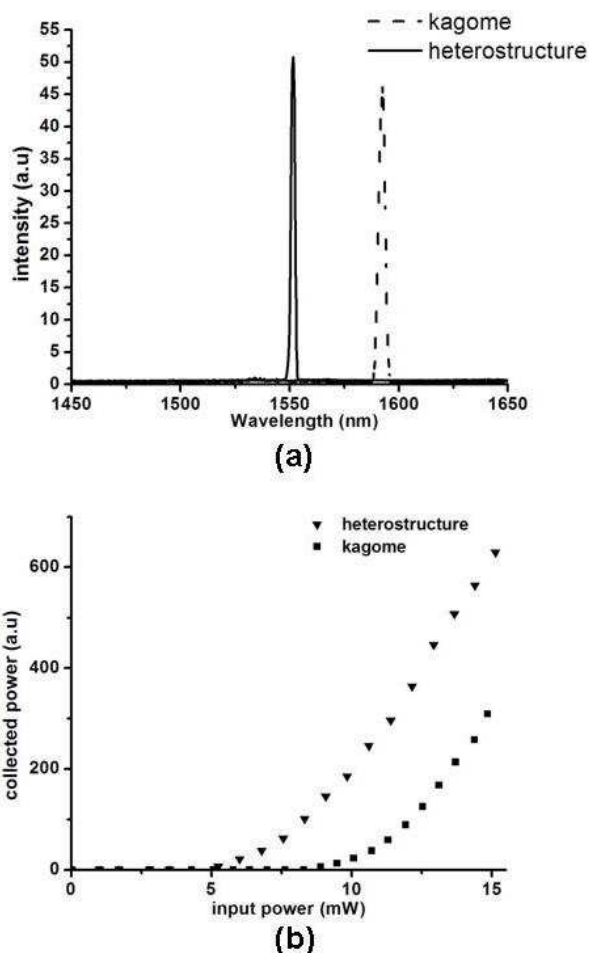 kagome
heterostructure
55
50
45
40
35
30
25
20
15
10
5
0
intensity (a.u)
1450 1500 1550 1600 1650
Wavelength (nm)
(a)
heterostructure
kagome
600
400
200
0
collected power (a.u)
0 5 10 15
input power (mW)
(b)